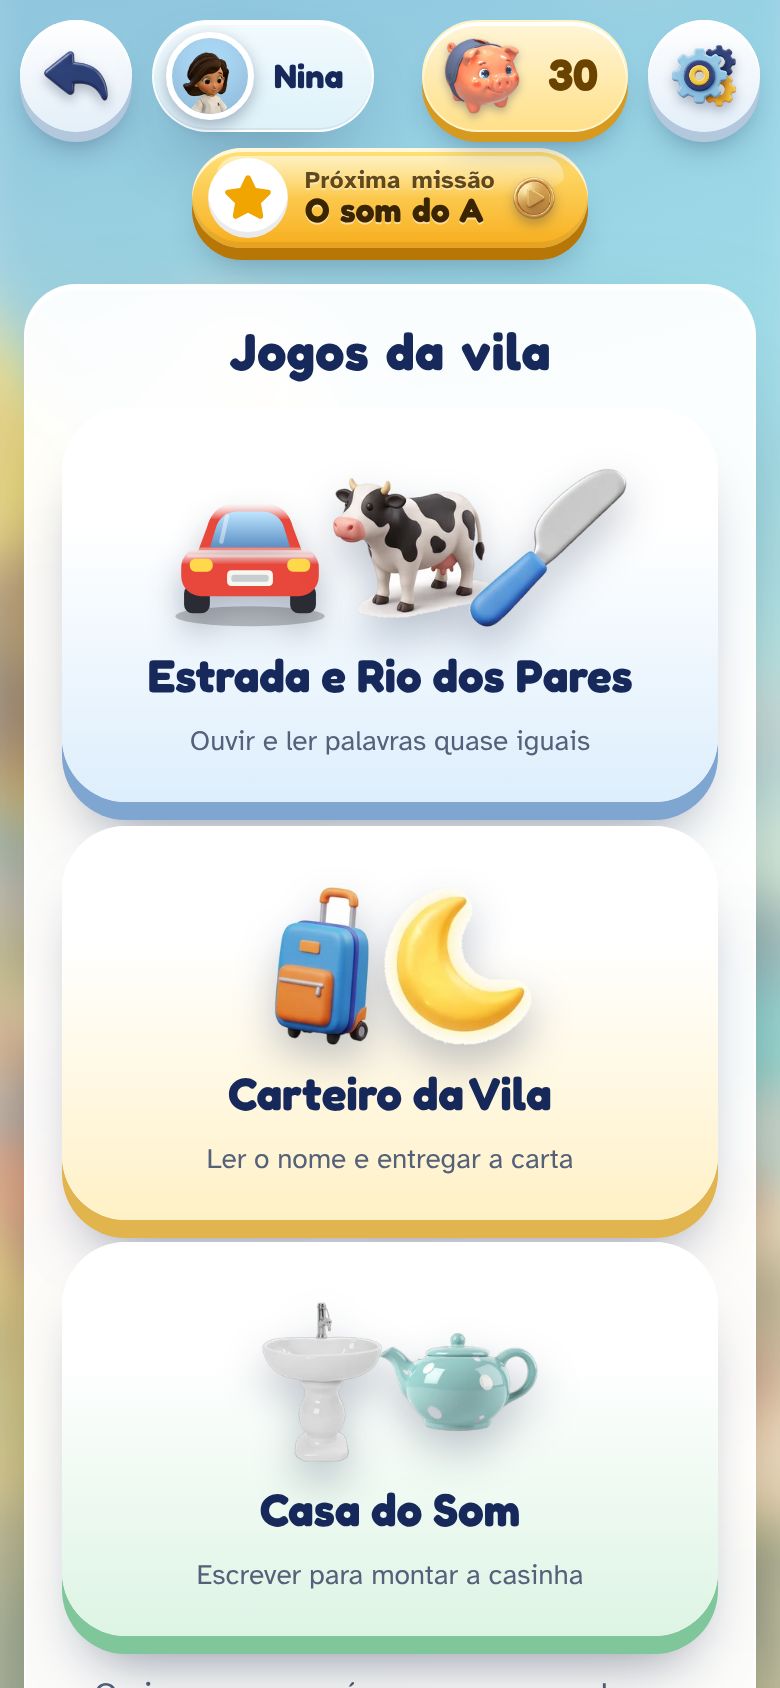 Nina
30
Próxima missão
O som do A
Jogos da vila
Estrada e Rio dos Pares
Ouvir e ler palavras quase iguais
Carteiro da Vila
Ler o nome e entregar a carta
Casa do Som
Escrever para montar a casinha